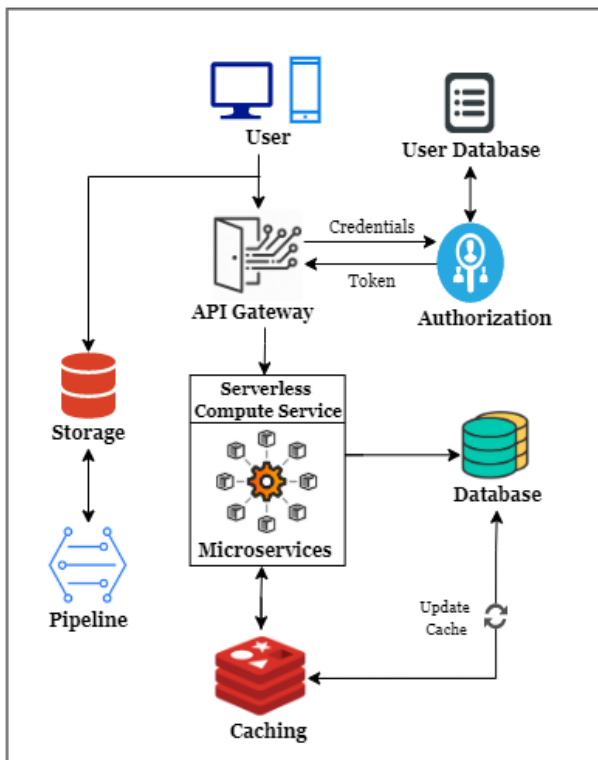 User
User Database
Credentials
Token
API Gateway
Authorization
Serverless
Compute Service
Storage
Microservices
Database
Pipeline
Update
Cache
Caching